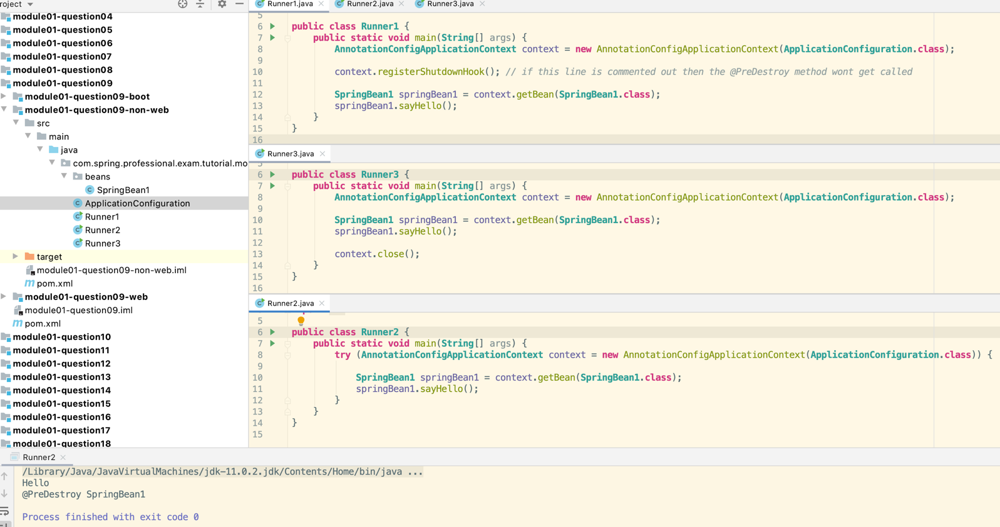 roject
module01-question04
module01-question05
module01-question06
module01-question07
module01-question08
module01-question09
module01-question09-boot
module01-question09-non-web
src
main
java
com.spring.professional.exam.tutorial.mo
beans
SpringBean1
ApplicationConfiguration
Runner1
Runner2
Runner3
target
module01-question09-non-web.iml
pom.xml
module01-question09-web
module01-question09.iml
pom.xml
module01-question10
module01-question11
module01-question12
module01-question13
module01-question14
module01-question15
module01-question16
module01-question17
module01-question18
Runner1.java Runner2.java Runner3.java
5
6 public class Runner1 {
7 public static void main(String[] args) {
8 AnnotationConfigApplicationContext context = new AnnotationConfigApplicationContext(ApplicationConfiguration.class);
9
10 context.registerShutdownHook(); // if this line is commented out then the @PreDestroy method wont get called
11
12 SpringBean1 springBean1 = context.getBean(SpringBean1.class);
13 springBean1.sayHello();
14 }
15 }
16
Runner3.java
5
6 public class Runner3 {
7 public static void main(String[] args) {
8 AnnotationConfigApplicationContext context = new AnnotationConfigApplicationContext(ApplicationConfiguration.class);
9
10 SpringBean1 springBean1 = context.getBean(SpringBean1.class);
11 springBean1.sayHello();
12
13 context.close();
14 }
15 }
16
Runner2.java
5
6 public class Runner2 {
7 public static void main(String[] args) {
8 try (AnnotationConfigApplicationContext context = new AnnotationConfigApplicationContext(ApplicationConfiguration.class)) {
9
10 SpringBean1 springBean1 = context.getBean(SpringBean1.class);
11 springBean1.sayHello();
12 }
13 }
14 }
15
Runner2
/Library/Java/JavaVirtualMachines/jdk-11.0.2.jdk/Contents/Home/bin/java ...
Hello
@PreDestroy SpringBean1
Process finished with exit code 0